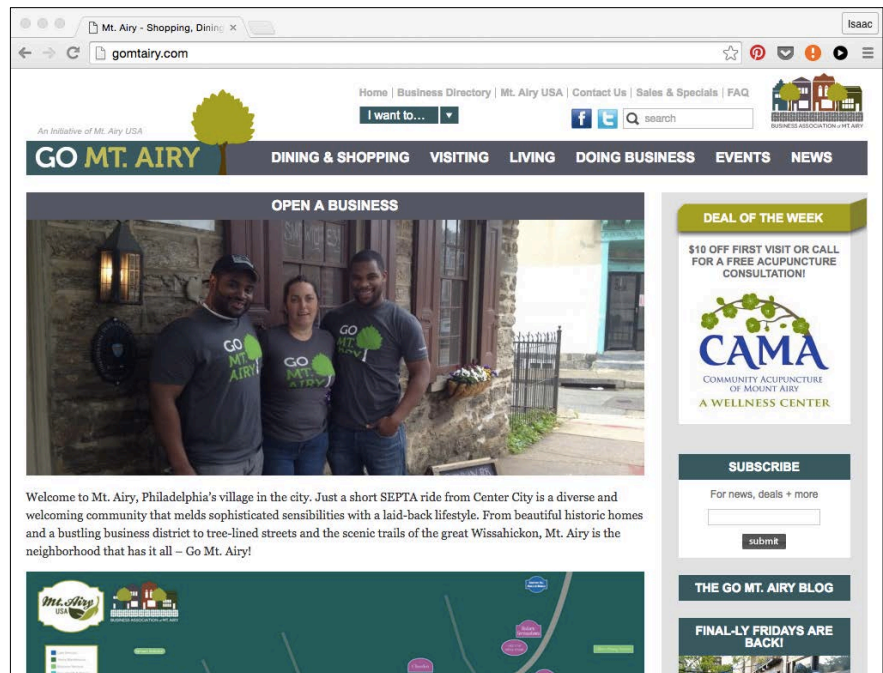 Mt. Airy - Shopping, Dining
Isaac
gomtairy.com
Home | Business Directory | Mt. Airy USA | Contact Us | Sales & Specials | FAQ
I want to...
search
BUSINESS ASSOCIATION of MT. AIRY
An Initiative of Mt. Airy USA
GO MT. AIRY
DINING & SHOPPING VISITING LIVING DOING BUSINESS EVENTS NEWS
OPEN A BUSINESS
SANDWICHES
GO
MT.
AIRY
GO
MT.
AIRY
GO
MT.
AIRY
Welcome to Mt. Airy, Philadelphia's village in the city. Just a short SEPTA ride from Center City is a diverse and
welcoming community that melds sophisticated sensibilities with a laid-back lifestyle. From beautiful historic homes
and a bustling business district to tree-lined streets and the scenic trails of the great Wissahickon, Mt. Airy is the
neighborhood that has it all – Go Mt. Airy!
Mt. Airy
USA
BUSINESS ASSOCIATION of MT. AIRY
DEAL OF THE WEEK
$10 OFF FIRST VISIT OR CALL
FOR A FREE ACUPUNCTURE
CONSULTATION!
CAMA
COMMUNITY ACUPUNCTURE
OF MOUNT AIRY
A WELLNESS CENTER
SUBSCRIBE
For news, deals + more
submit
THE GO MT. AIRY BLOG
FINAL-LY FRIDAYS ARE
BACK!